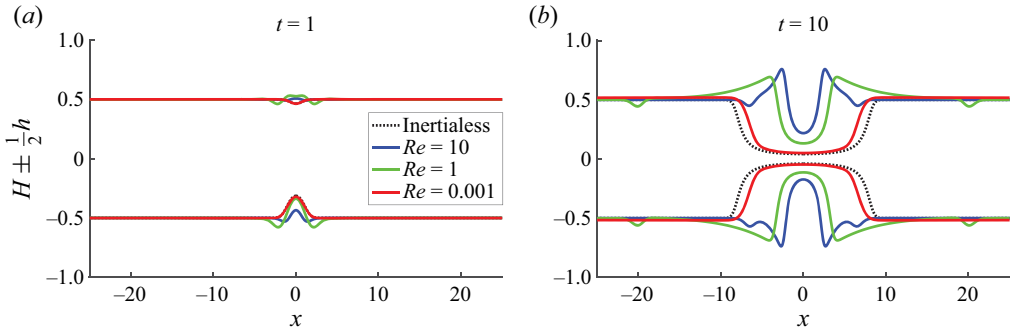 (a)
t = 1
1.0
0.5
0
−0.5
−1.0
H ± 1/2 h
−20
−10
0
10
20
x
Inertialess
Re = 10
Re = 1
Re = 0.001
(b)
t = 10
1.0
0.5
0
−0.5
−1.0
−20
−10
0
10
20
x